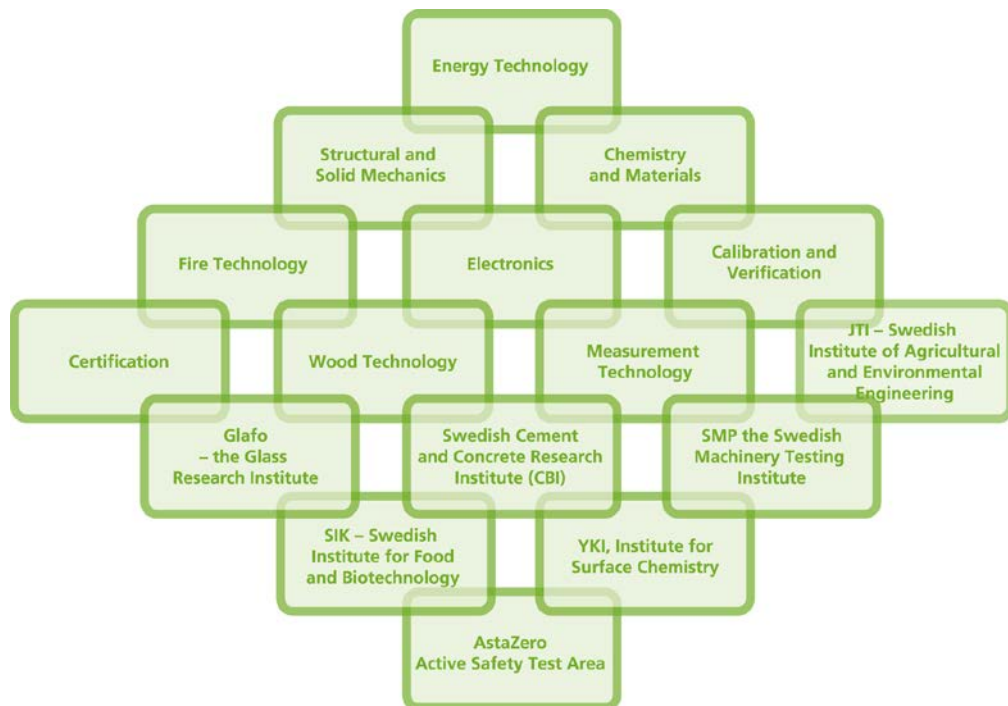 Energy Technology
Structural and
Solid Mechanics
Chemistry
and Materials
Fire Technology
Electronics
Calibration and
Verification
Certification
Wood Technology
Measurement
Technology
JTI – Swedish
Institute of Agricultural
and Environmental
Engineering
Glafo
– the Glass
Research Institute
Swedish Cement
and Concrete Research
Institute (CBI)
SMP the Swedish
Machinery Testing
Institute
SIK – Swedish
Institute for Food
and Biotechnology
YKI, Institute for
Surface Chemistry
AstaZero
Active Safety Test Area